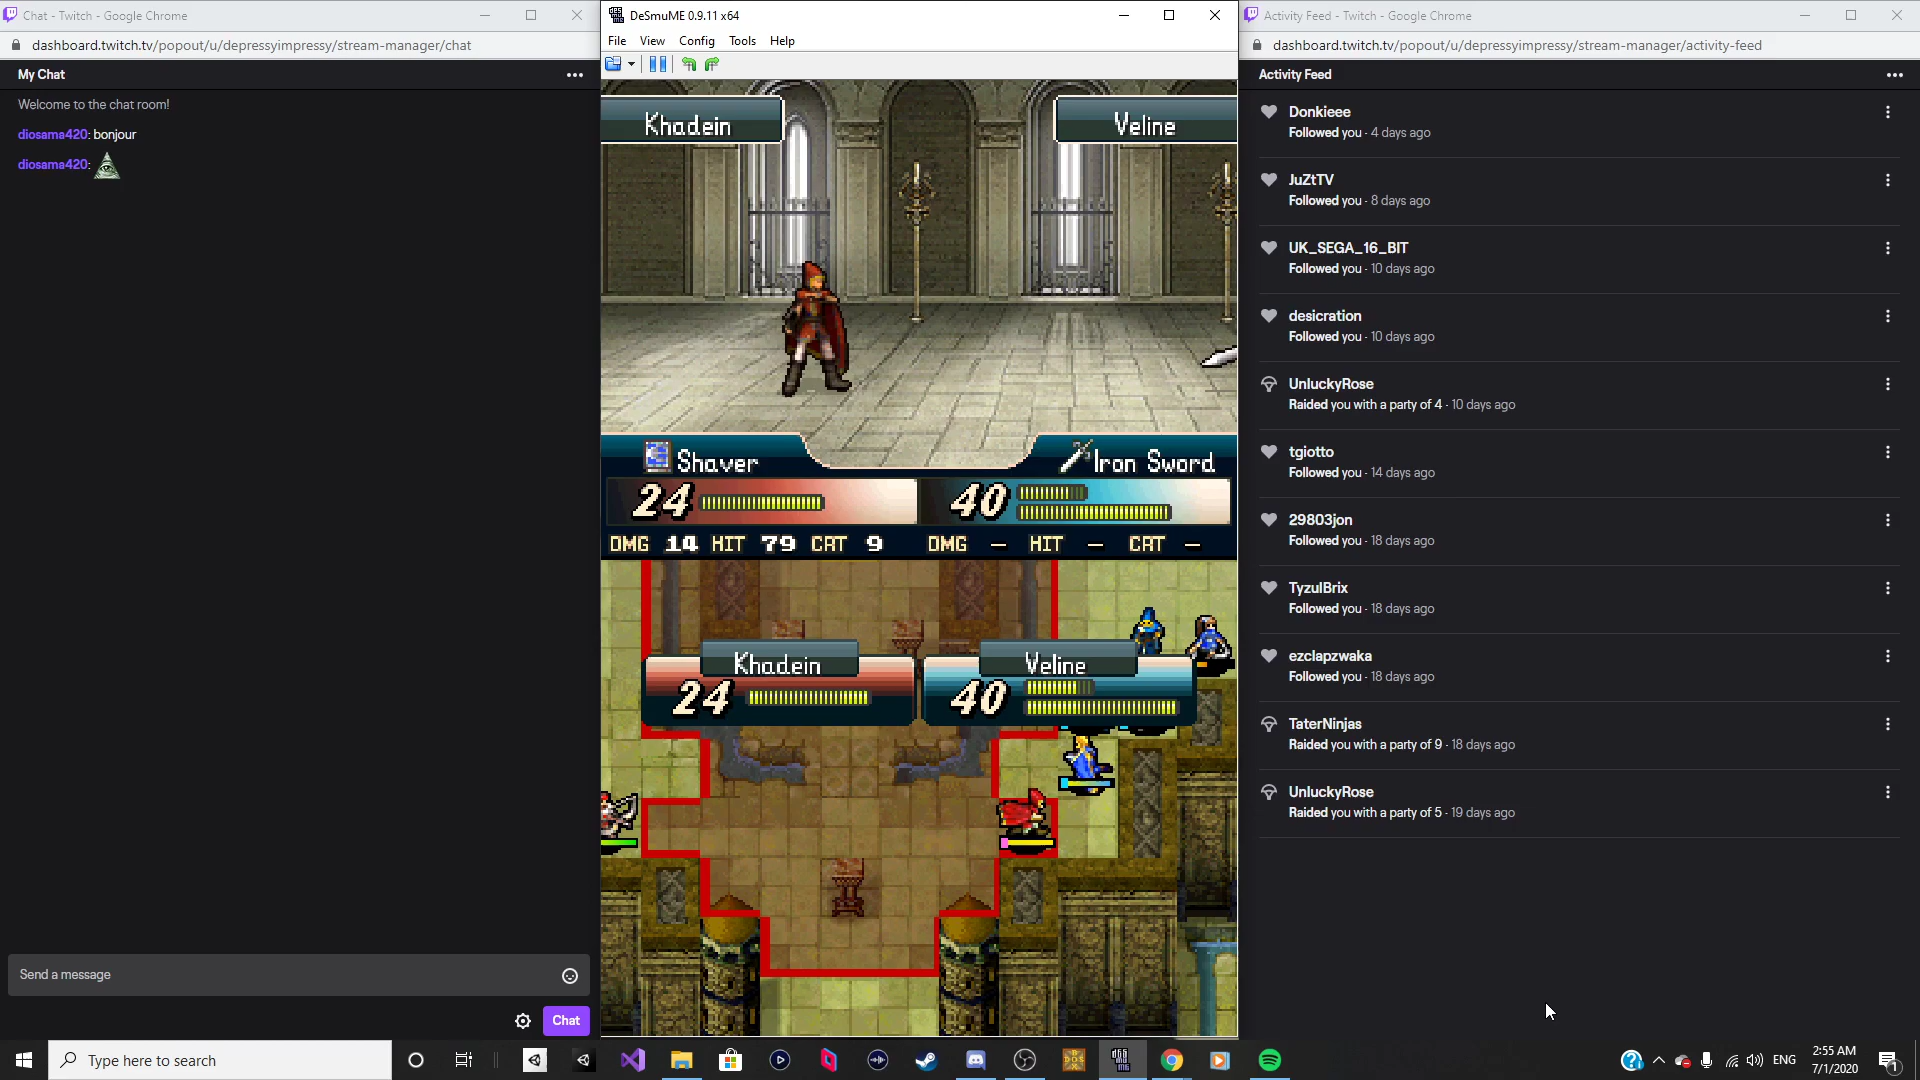 Chat - Twitch - Google Chrome
dashboard.twitch.tv/popout/u/depressyimpressy/stream-manager/chat
My Chat
Welcome to the chat room!
diosama420: bonjour
diosama420:
Send a message
Chat
DeSmuME 0.9.11 x64
File View Config Tools Help
Khadein
Veline
Shaver
Iron Sword
24
40
DMG 14 HIT 79 CRT 9
DMG – HIT – CRT –
Khadein
Veline
24
40
Activity Feed - Twitch - Google Chrome
dashboard.twitch.tv/popout/u/depressyimpressy/stream-manager/activity-feed
Activity Feed
Donkieee
Followed you · 4 days ago
JuZtTV
Followed you · 8 days ago
UK_SEGA_16_BIT
Followed you · 10 days ago
desicration
Followed you · 10 days ago
UnluckyRose
Raided you with a party of 4 · 10 days ago
tgiotto
Followed you · 14 days ago
29803jon
Followed you · 18 days ago
TyzulBrix
Followed you · 18 days ago
ezclapzwaka
Followed you · 18 days ago
TaterNinjas
Raided you with a party of 9 · 18 days ago
UnluckyRose
Raided you with a party of 5 · 19 days ago
Type here to search
ENG
2:55 AM
7/1/2020
1